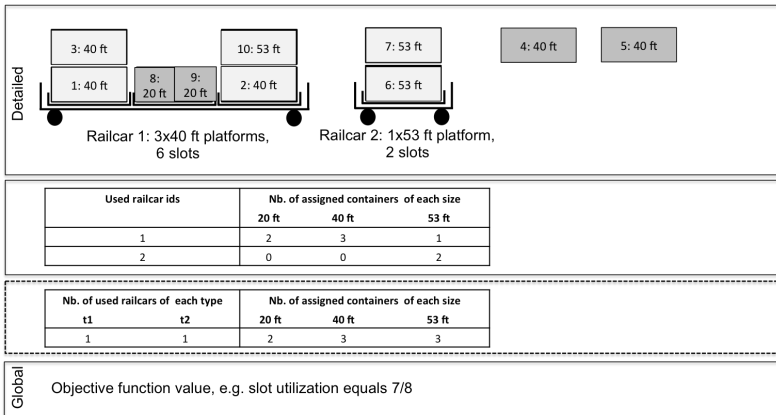 Detailed
3: 40 ft
10: 53 ft
7: 53 ft
4: 40 ft
5: 40 ft
1: 40 ft
8: 20 ft
9: 20 ft
2: 40 ft
6: 53 ft
Railcar 1: 3x40 ft platforms,
6 slots
Railcar 2: 1x53 ft platform,
2 slots
Used railcar ids Nb. of assigned containers of each size
20 ft 40 ft 53 ft
1 2 3 1
2 0 0 2
Nb. of used railcars of each type Nb. of assigned containers of each size
t1 t2 20 ft 40 ft 53 ft
1 1 2 3 3
Global
Objective function value, e.g. slot utilization equals 7/8